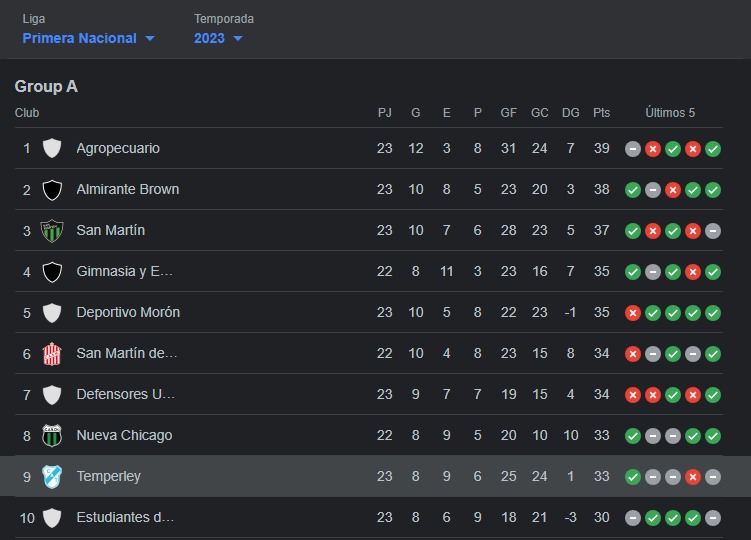 Liga Temporada
Primera Nacional 2023
Group A
Club PJ G E P GF GC DG Pts Últimos 5
1 Agropecuario 23 12 3 8 31 24 7 39
2 Almirante Brown 23 10 8 5 23 20 3 38
3 San Martín 23 10 7 6 28 23 5 37
4 Gimnasia y E... 22 8 11 3 23 16 7 35
5 Deportivo Morón 23 10 5 8 22 23 -1 35
6 San Martín de... 22 10 4 8 23 15 8 34
7 Defensores U... 23 9 7 7 19 15 4 34
8 Nueva Chicago 22 8 9 5 20 10 10 33
9 Temperley 23 8 9 6 25 24 1 33
10 Estudiantes d... 23 8 6 9 18 21 -3 30